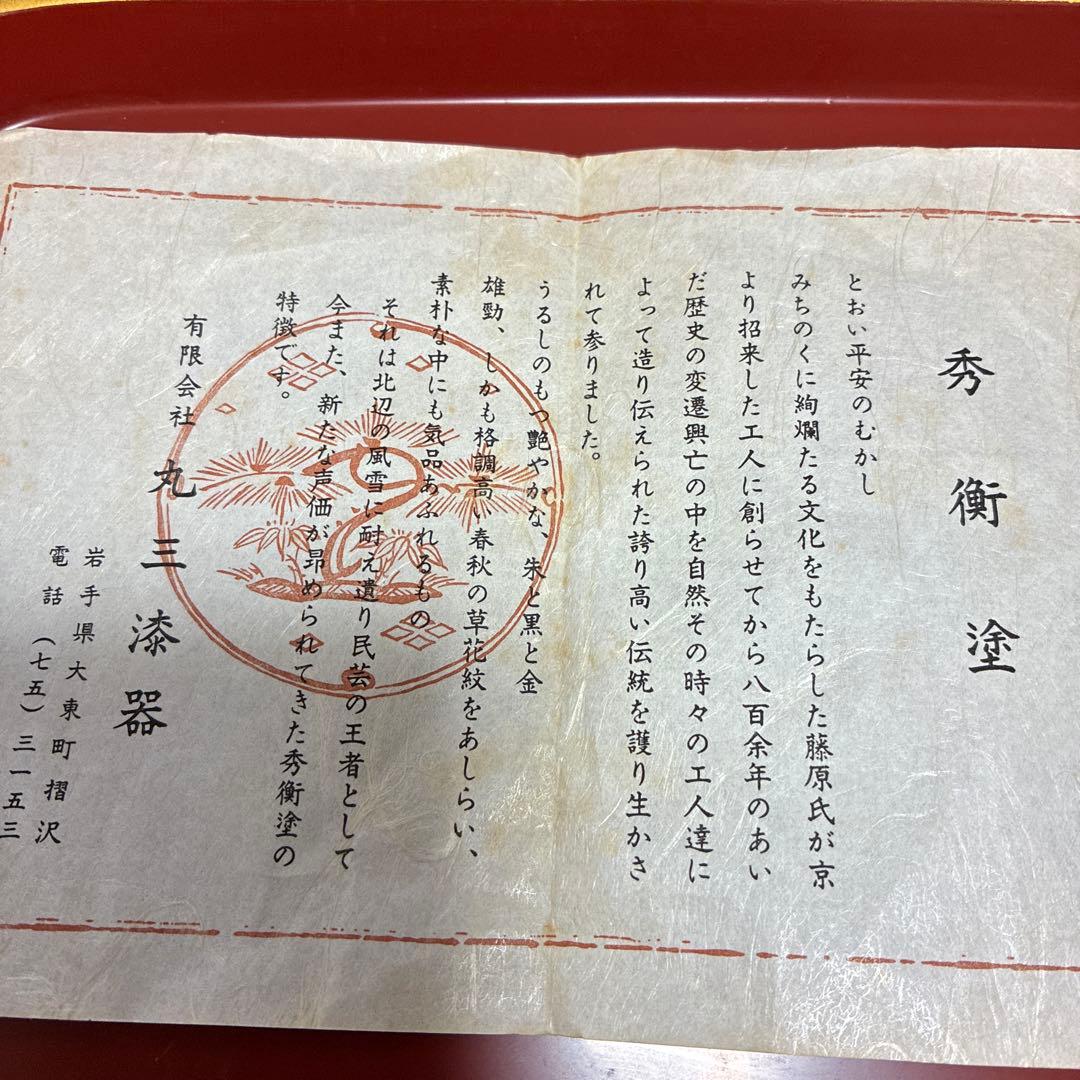 秀衡塗
とおい平安のむかし
みちのくに絢爛たる文化をもたらした藤原氏が京
より招来した工人に創らせてから八百余年のあい
だ歴史の変遷興亡の中を自然その時々の工人達に
よって造り伝えられた誇り高い伝統を護り生かさ
れて参りました。
うるしのもつ艶やかな、朱と黒と金
雄勁、しかも格調高い春秋の草花紋をあしらい、
素朴な中にも気品あふれるもの
それは北辺の風雪に耐え遺り民芸の王者として
今また、新たな声価が昻められてきた秀衡塗の
特徴です。
有限会社 丸三漆器
岩手県大東町摺沢
電話(七五)三一五三